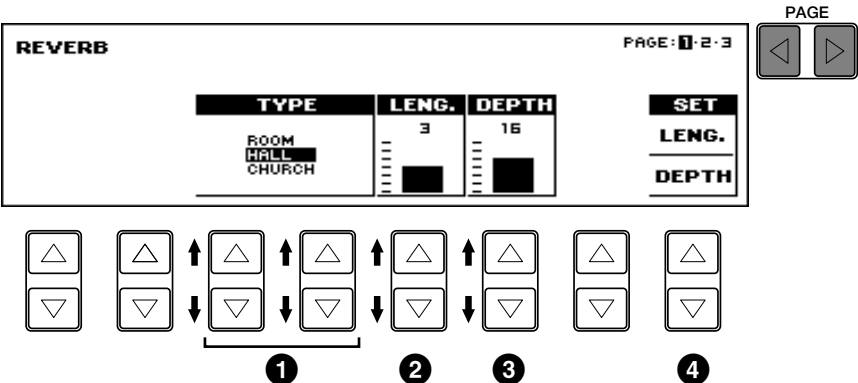 PAGE
REVERB
PAGE: 1·2·3
TYPE LENG. DEPTH SET
3 16
ROOM
HALL
CHURCH
LENG.
DEPTH
1 2 3 4